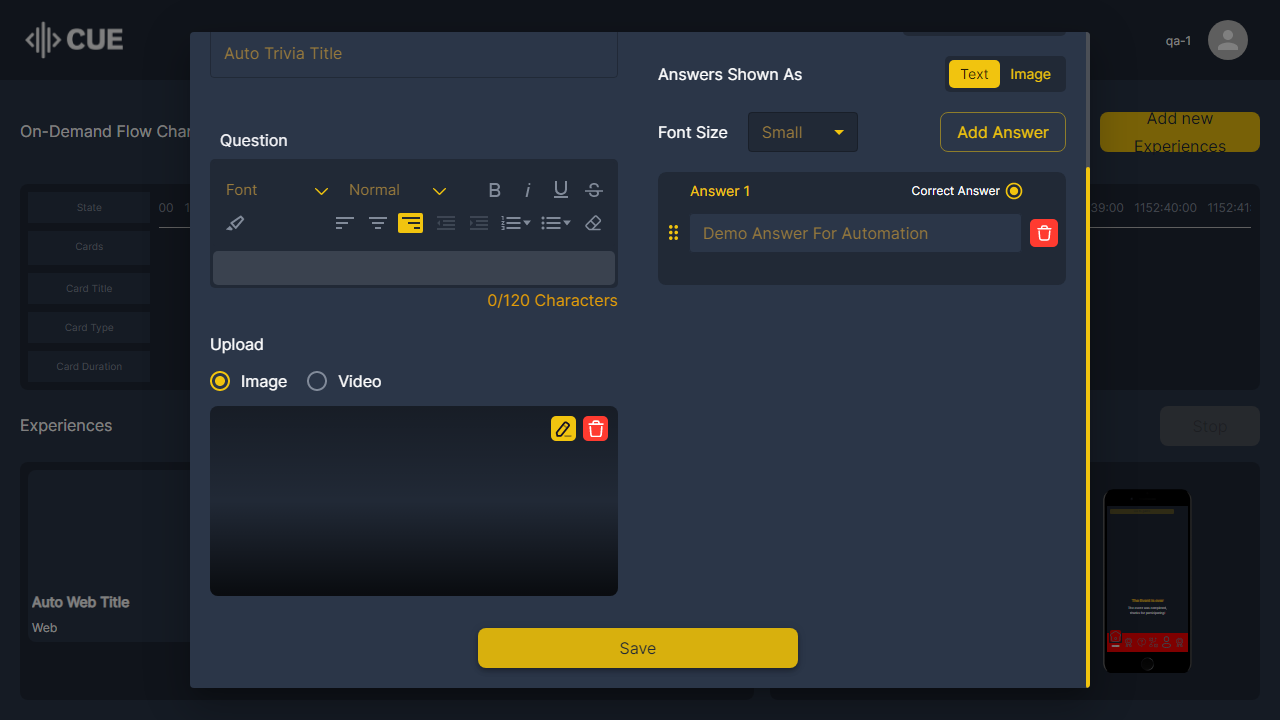 CUE
qa-1
On-Demand Flow Char
Add new
Experiences
State
00
Cards
Card Title
Card Type
Card Duration
39:00 1152:40:00 1152:41:
Experiences
Stop
Auto Web Title
Web
Auto Trivia Title
Question
Font
Normal
B i U S
0/120 Characters
Upload
Image
Video
Answers Shown As
Text
Image
Font Size
Small
Add Answer
Answer 1
Correct Answer
Demo Answer For Automation
Save